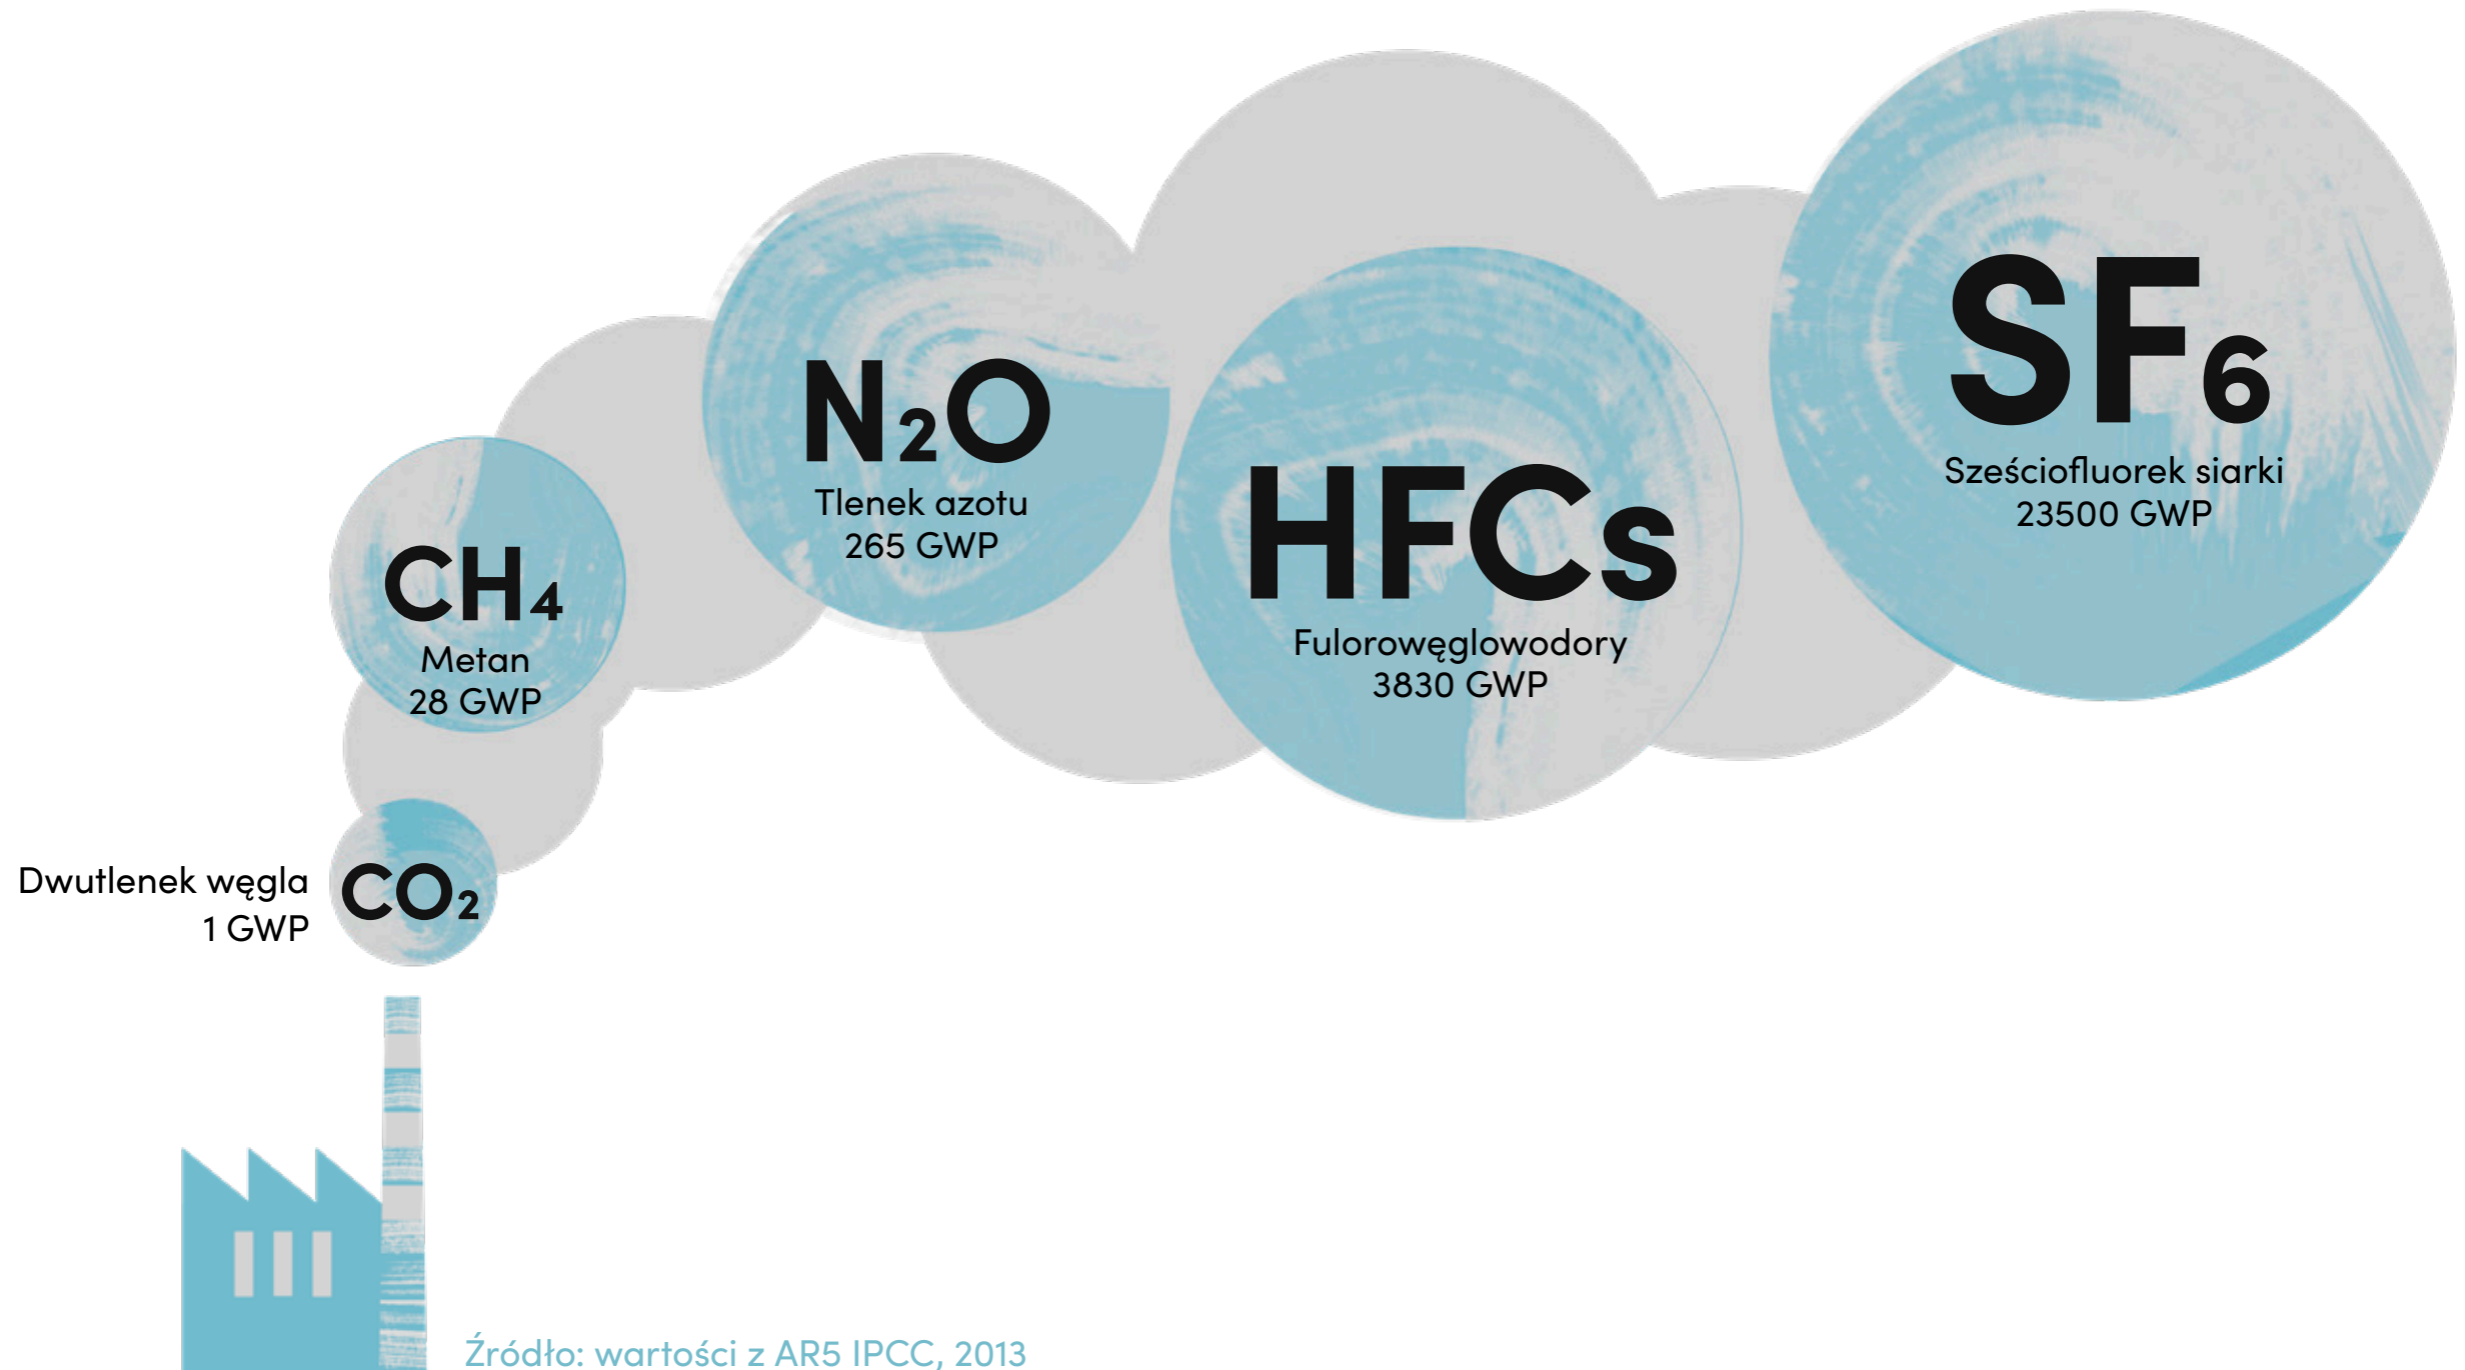 SF₆
Sześciofluorek siarki
23500 GWP
N₂O
Tlenek azotu
265 GWP
HFCs
Fulorowęglowodory
3830 GWP
CH₄
Metan
28 GWP
CO₂
Dwutlenek węgla
1 GWP
Źródło: wartości z AR5 IPCC, 2013